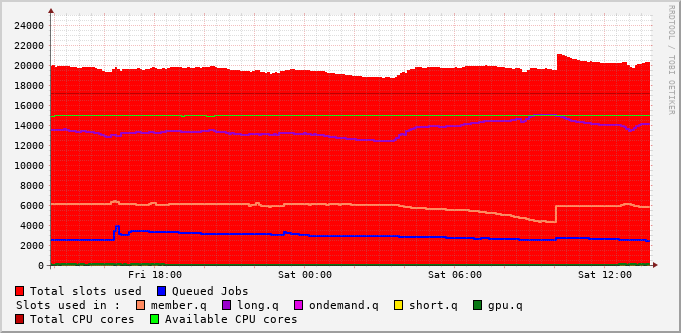 24000
22000
20000
18000
16000
14000
12000
10000
8000
6000
4000
2000
0
Fri 18:00 Sat 00:00 Sat 06:00 Sat 12:00
Total slots used Queued Jobs
Slots used in : member.q long.q ondemand.q short.q gpu.q
Total CPU cores Available CPU cores
RRDTOOL / TOBI OETIKER